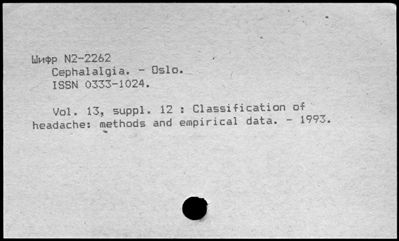 Шифр N2-2262
Cephalalgia. - Oslo.
ISSN 0333-1024.
Vol. 13, suppl. 12 : Classification of
headache: methods and empirical data. - 1993.